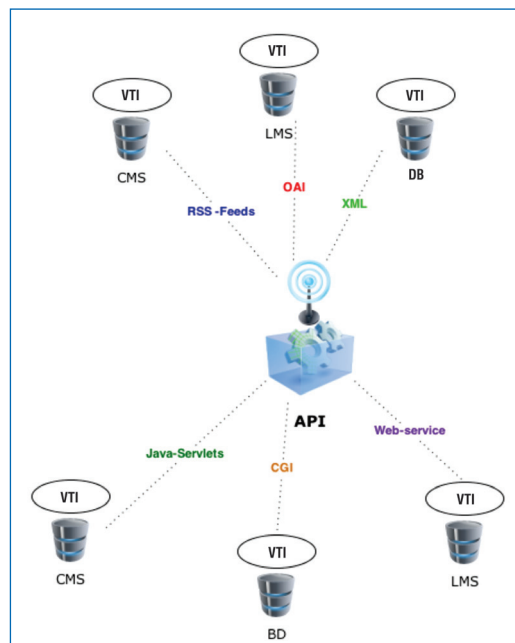 VTI
LMS
VTI
CMS
VTI
DB
OAI
XML
RSS -Feeds
API
Web-service
Java-Servlets
CGI
VTI
CMS
VTI
LMS
VTI
BD